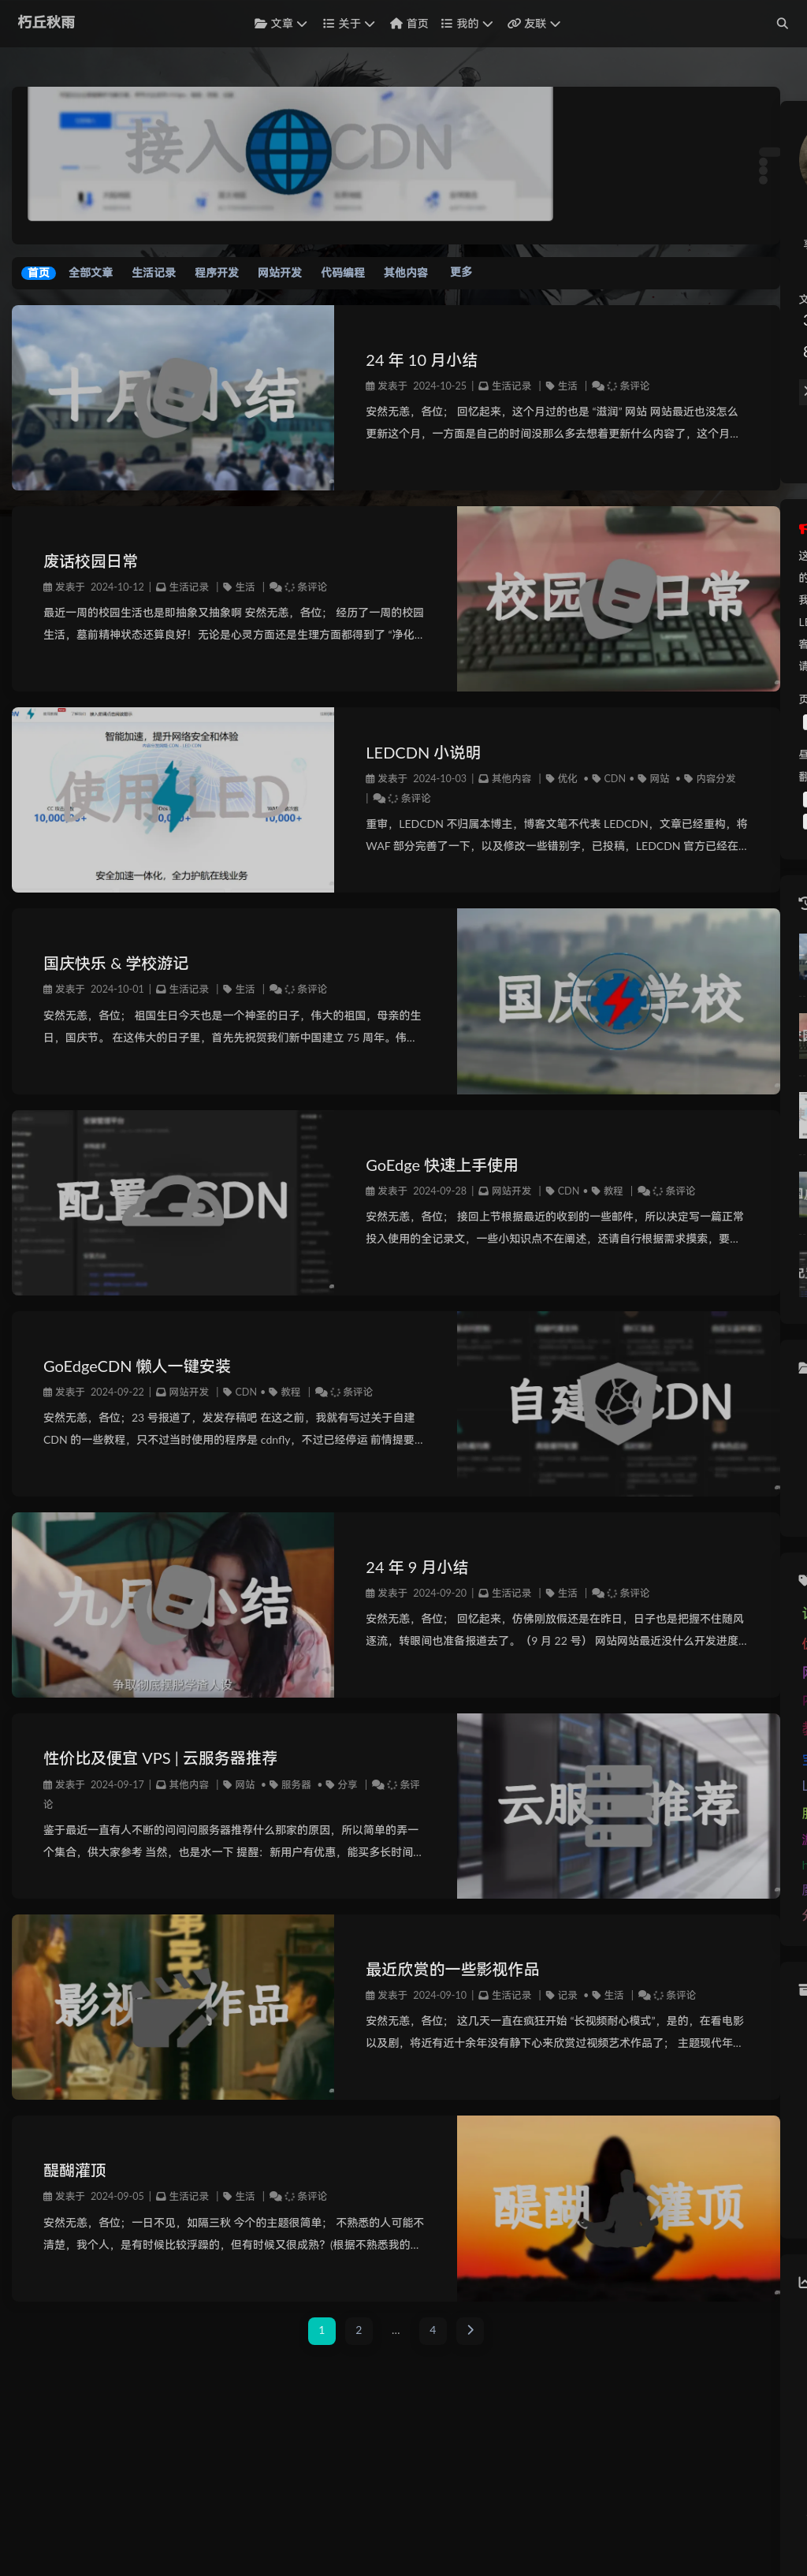 朽丘秋雨
文章 关于 首页 我的 友联
接入 CDN
首页 全部文章 生活记录 程序开发 网站开发 代码编程 其他内容 更多
十月小结
24 年 10 月小结
发表于 2024-10-25 | 生活记录 | 生活 | 条评论
安然无恙，各位； 回忆起来，这个月过的也是 “滋润” 网站 网站最近也没怎么
更新这个月，一方面是自己的时间没那么多去想着更新什么内容了，这个月...
废话校园日常
发表于 2024-10-12 | 生活记录 | 生活 | 条评论
最近一周的校园生活也是即抽象又抽象啊 安然无恙，各位； 经历了一周的校园
生活，墓前精神状态还算良好！无论是心灵方面还是生理方面都得到了 “净化...
校园日常
智能加速，提升网络安全和体验
使用 LED
10,000+
安全加速一体化，全力护航在线业务
LEDCDN 小说明
发表于 2024-10-03 | 其他内容 | 优化 • CDN • 网站 • 内容分发
| 条评论
重审，LEDCDN 不归属本博主，博客文笔不代表 LEDCDN，文章已经重构，将
WAF 部分完善了一下，以及修改一些错别字，已投稿，LEDCDN 官方已经在...
国庆快乐 & 学校游记
发表于 2024-10-01 | 生活记录 | 生活 | 条评论
安然无恙，各位； 祖国生日今天也是一个神圣的日子，伟大的祖国，母亲的生
日，国庆节。 在这伟大的日子里，首先先祝贺我们新中国建立 75 周年。伟...
国庆学校
配置 CDN
GoEdge 快速上手使用
发表于 2024-09-28 | 网站开发 | CDN • 教程 | 条评论
安然无恙，各位； 接回上节根据最近的收到的一些邮件，所以决定写一篇正常
投入使用的全记录文，一些小知识点不在阐述，还请自行根据需求摸索，要...
GoEdgeCDN 懒人一键安装
发表于 2024-09-22 | 网站开发 | CDN • 教程 | 条评论
安然无恙，各位；23 号报道了，发发存稿吧 在这之前，我就有写过关于自建
CDN 的一些教程，只不过当时使用的程序是 cdnfly，不过已经停运 前情提要...
自建 CDN
九月小结
争取彻底摆脱学渣人设
24 年 9 月小结
发表于 2024-09-20 | 生活记录 | 生活 | 条评论
安然无恙，各位； 回忆起来，仿佛刚放假还是在昨日，日子也是把握不住随风
逐流，转眼间也准备报道去了。（9 月 22 号） 网站网站最近没什么开发进度...
性价比及便宜 VPS | 云服务器推荐
发表于 2024-09-17 | 其他内容 | 网站 • 服务器 • 分享 | 条评
论
鉴于最近一直有人不断的问问问服务器推荐什么那家的原因，所以简单的弄一
个集合，供大家参考 当然，也是水一下 提醒：新用户有优惠，能买多长时间...
云服推荐
影视作品
最近欣赏的一些影视作品
发表于 2024-09-10 | 生活记录 | 记录 • 生活 | 条评论
安然无恙，各位； 这几天一直在疯狂开始 “长视频耐心模式”，是的，在看电影
以及剧，将近有近十余年没有静下心来欣赏过视频艺术作品了； 主题现代年...
醍醐灌顶
发表于 2024-09-05 | 生活记录 | 生活 | 条评论
安然无恙，各位；一日不见，如隔三秋 今个的主题很简单； 不熟悉的人可能不
清楚，我个人，是有时候比较浮躁的，但有时候又很成熟？(根据不熟悉我的...
醍醐灌顶
1 2 … 4